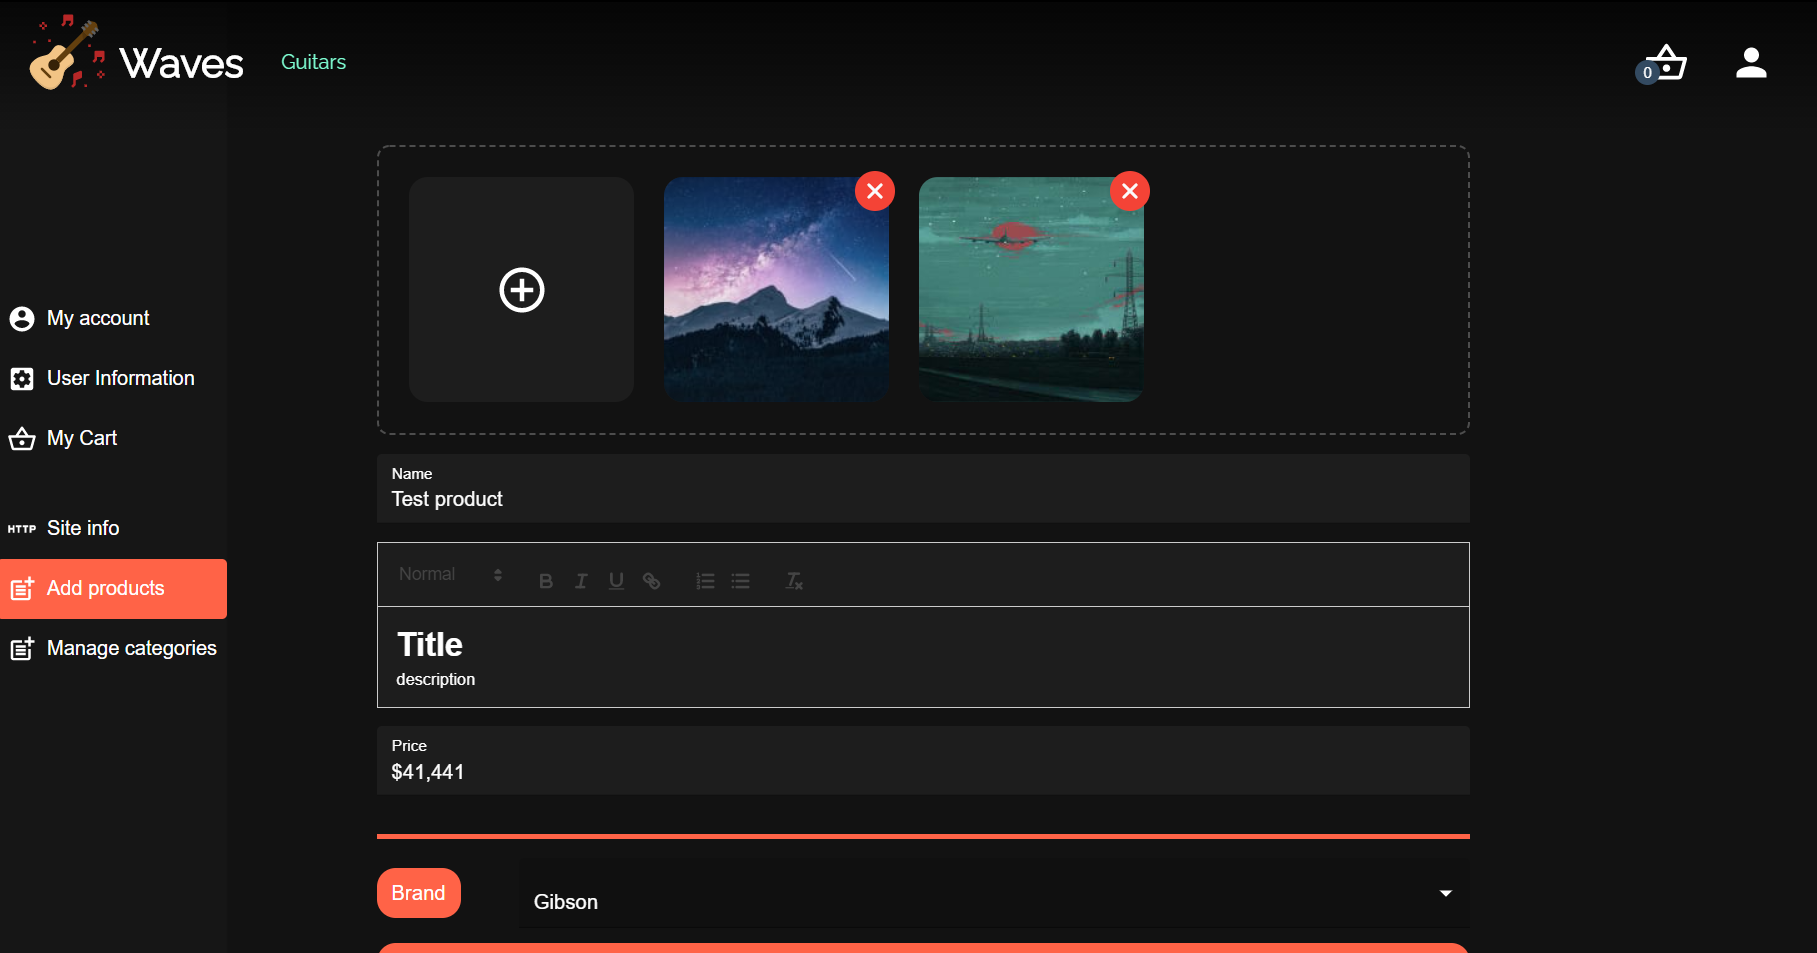 Waves
Guitars
0
My account
User Information
My Cart
HTTP Site info
Add products
Manage categories
Name
Test product
Normal
B I U
Title
description
Price
$41,441
Brand
Gibson